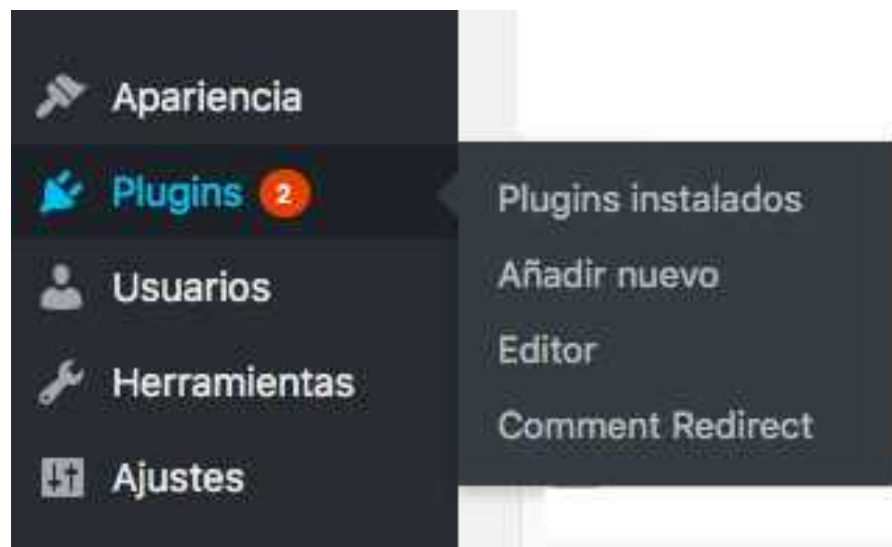 Apariencia
Plugins 2
Usuarios
Herramientas
Ajustes
Plugins instalados
Añadir nuevo
Editor
Comment Redirect